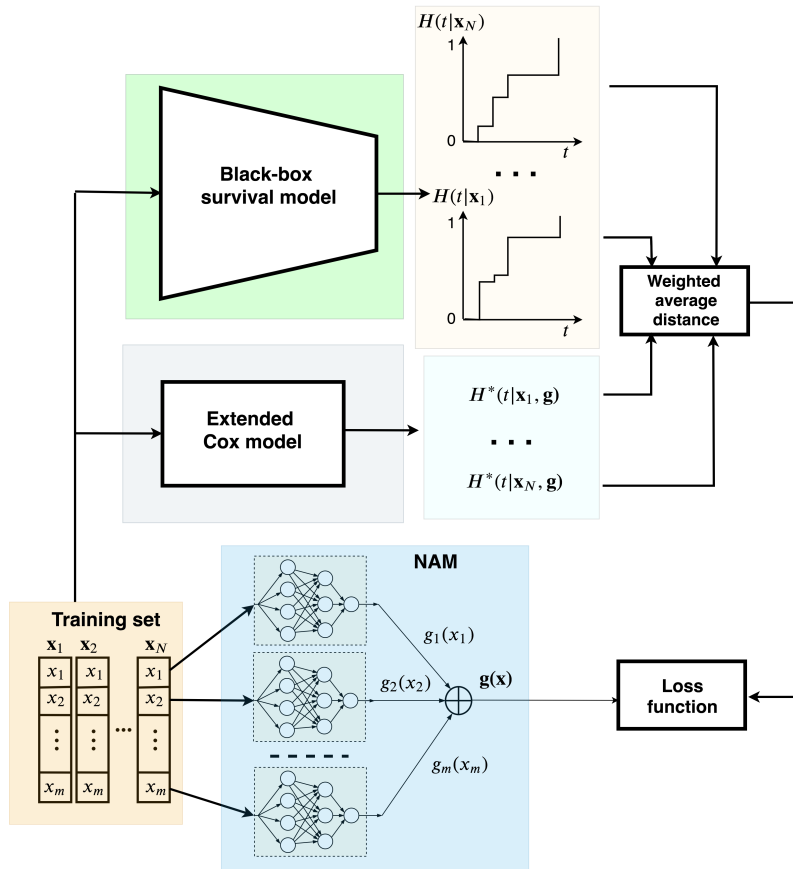 H(t|𝐱_N)
1
0
t
...
H(t|𝐱_1)
1
0
t
Black-box
survival model
Weighted
average
distance
Extended
Cox model
H*(t|𝐱_1, 𝐠)
...
H*(t|𝐱_N, 𝐠)
NAM
Training set
𝐱_1 𝐱_2 𝐱_N
x_1 x_1 x_1
x_2 x_2 x_2
⋮ ⋮ ... ⋮
x_m x_m x_m
g_1(x_1)
g_2(x_2)
g_m(x_m)
𝐠(𝐱)
Loss
function